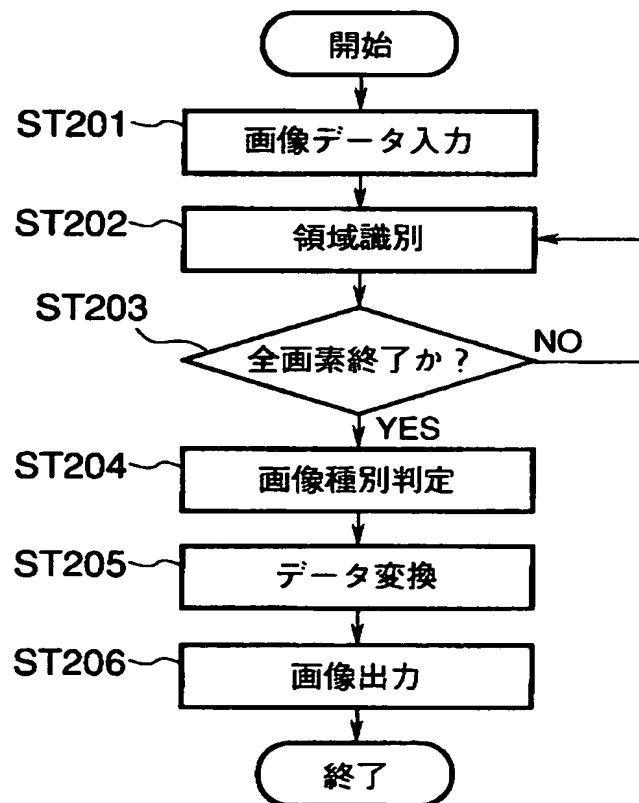 開始
ST201
画像データ入力
ST202
領域識別
ST203
全画素終了か?
NO
YES
ST204
画像種別判定
ST205
データ変換
ST206
画像出力
終了